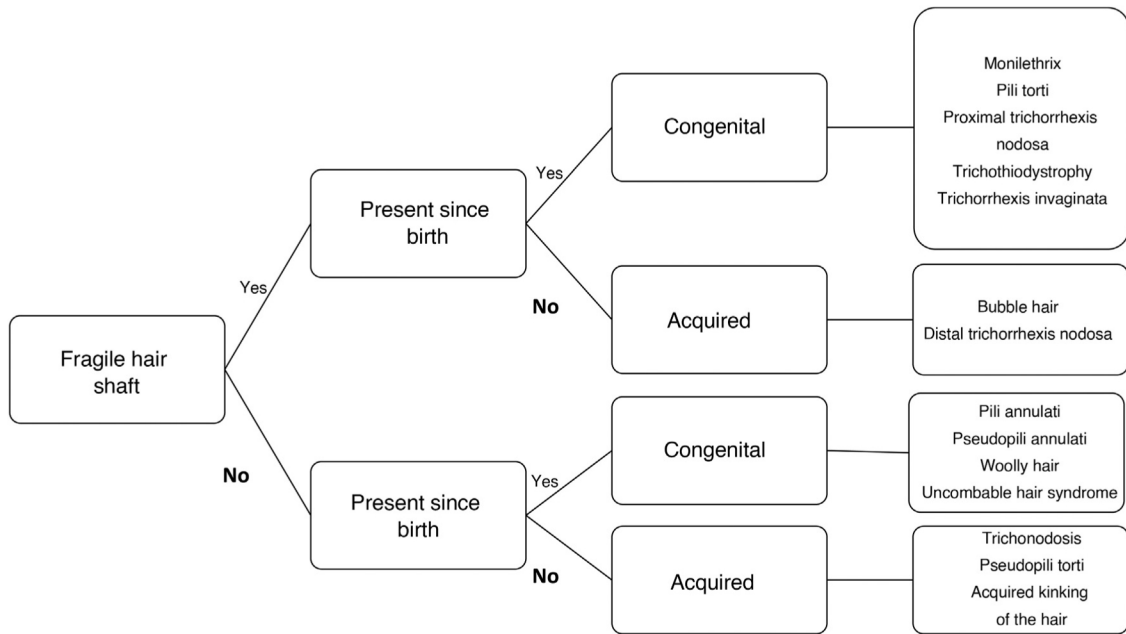 Fragile hair
shaft
Yes
No
Present since
birth
Yes
No
Congenital
Monilethrix
Pili torti
Proximal trichorrhexis
nodosa
Trichothiodystrophy
Trichorrhexis invaginata
Acquired
Bubble hair
Distal trichorrhexis nodosa
Present since
birth
Yes
No
Congenital
Pili annulati
Pseudopili annulati
Woolly hair
Uncombable hair syndrome
Acquired
Trichonodosis
Pseudopili torti
Acquired kinking
of the hair